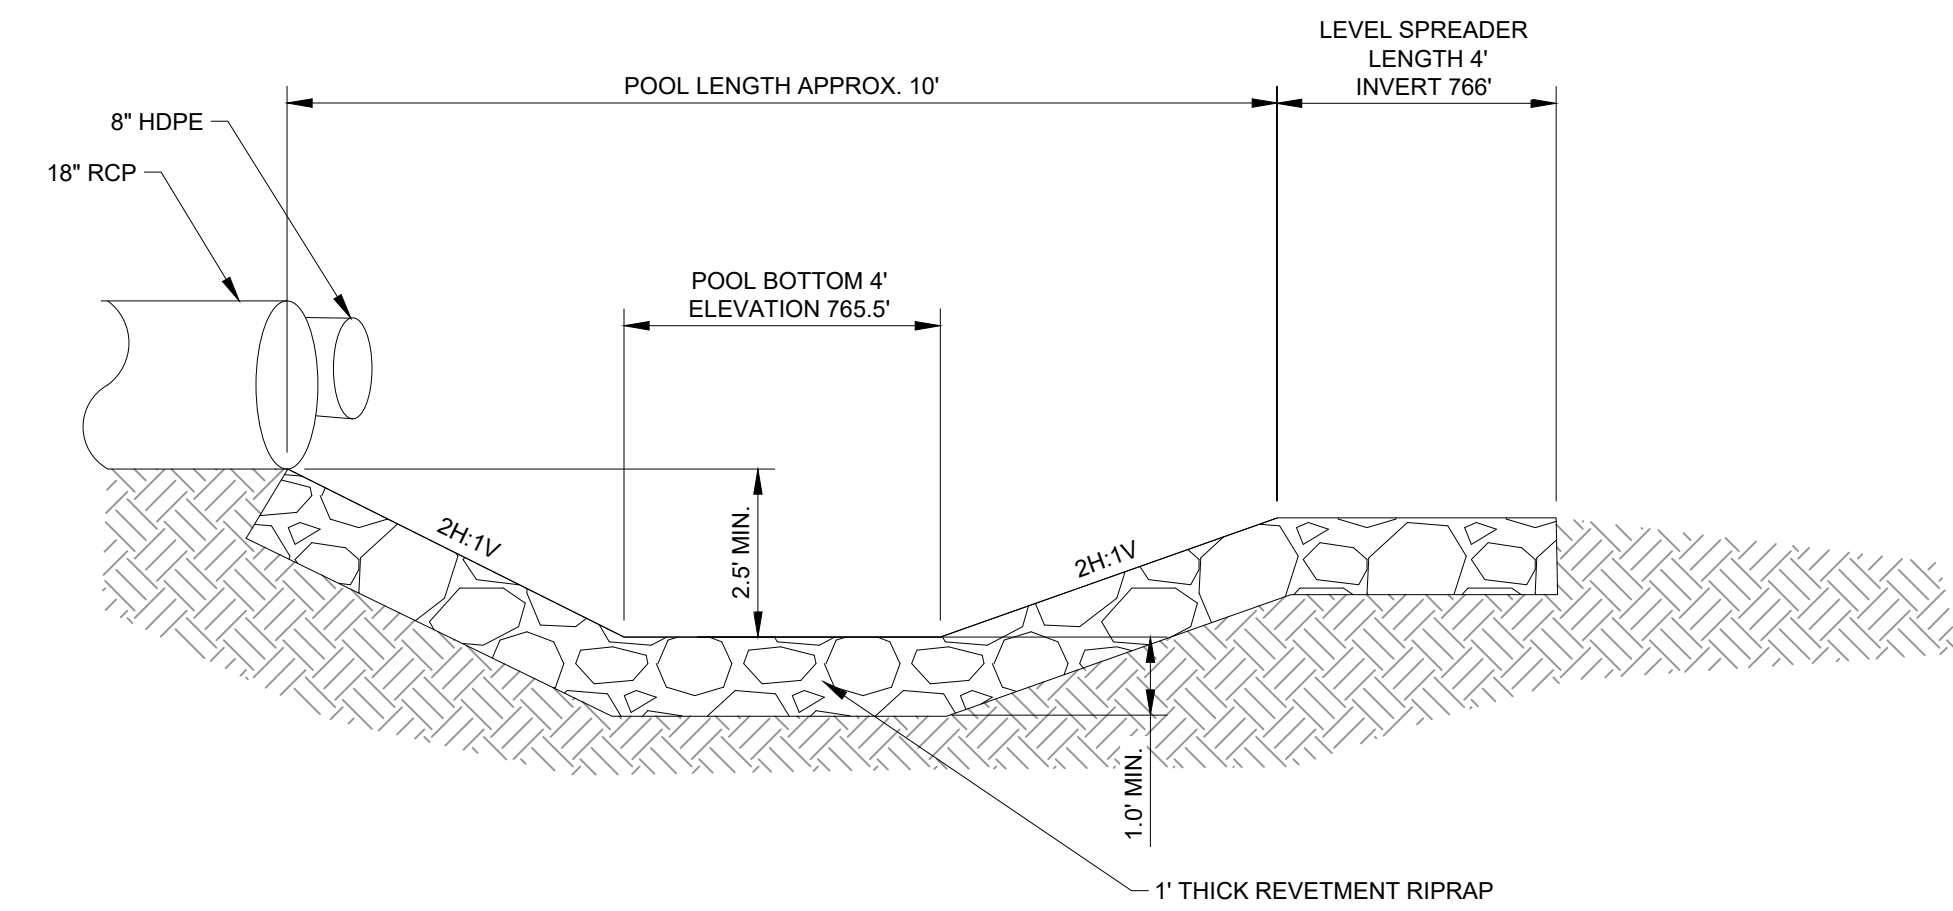 LEVEL SPREADER
LENGTH 4'
INVERT 766'
POOL LENGTH APPROX. 10'
8" HDPE
18" RCP
POOL BOTTOM 4'
ELEVATION 765.5'
2H:1V
2.5' MIN.
2H:1V
1.0' MIN.
1' THICK REVETMENT RIPRAP